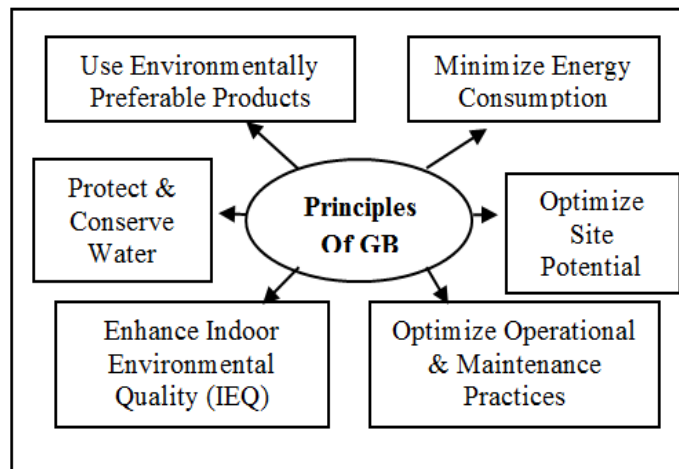 Use Environmentally
Preferable Products
Minimize Energy
Consumption
Protect &
Conserve
Water
Principles
Of GB
Optimize
Site
Potential
Enhance Indoor
Environmental
Quality (IEQ)
Optimize Operational
& Maintenance
Practices